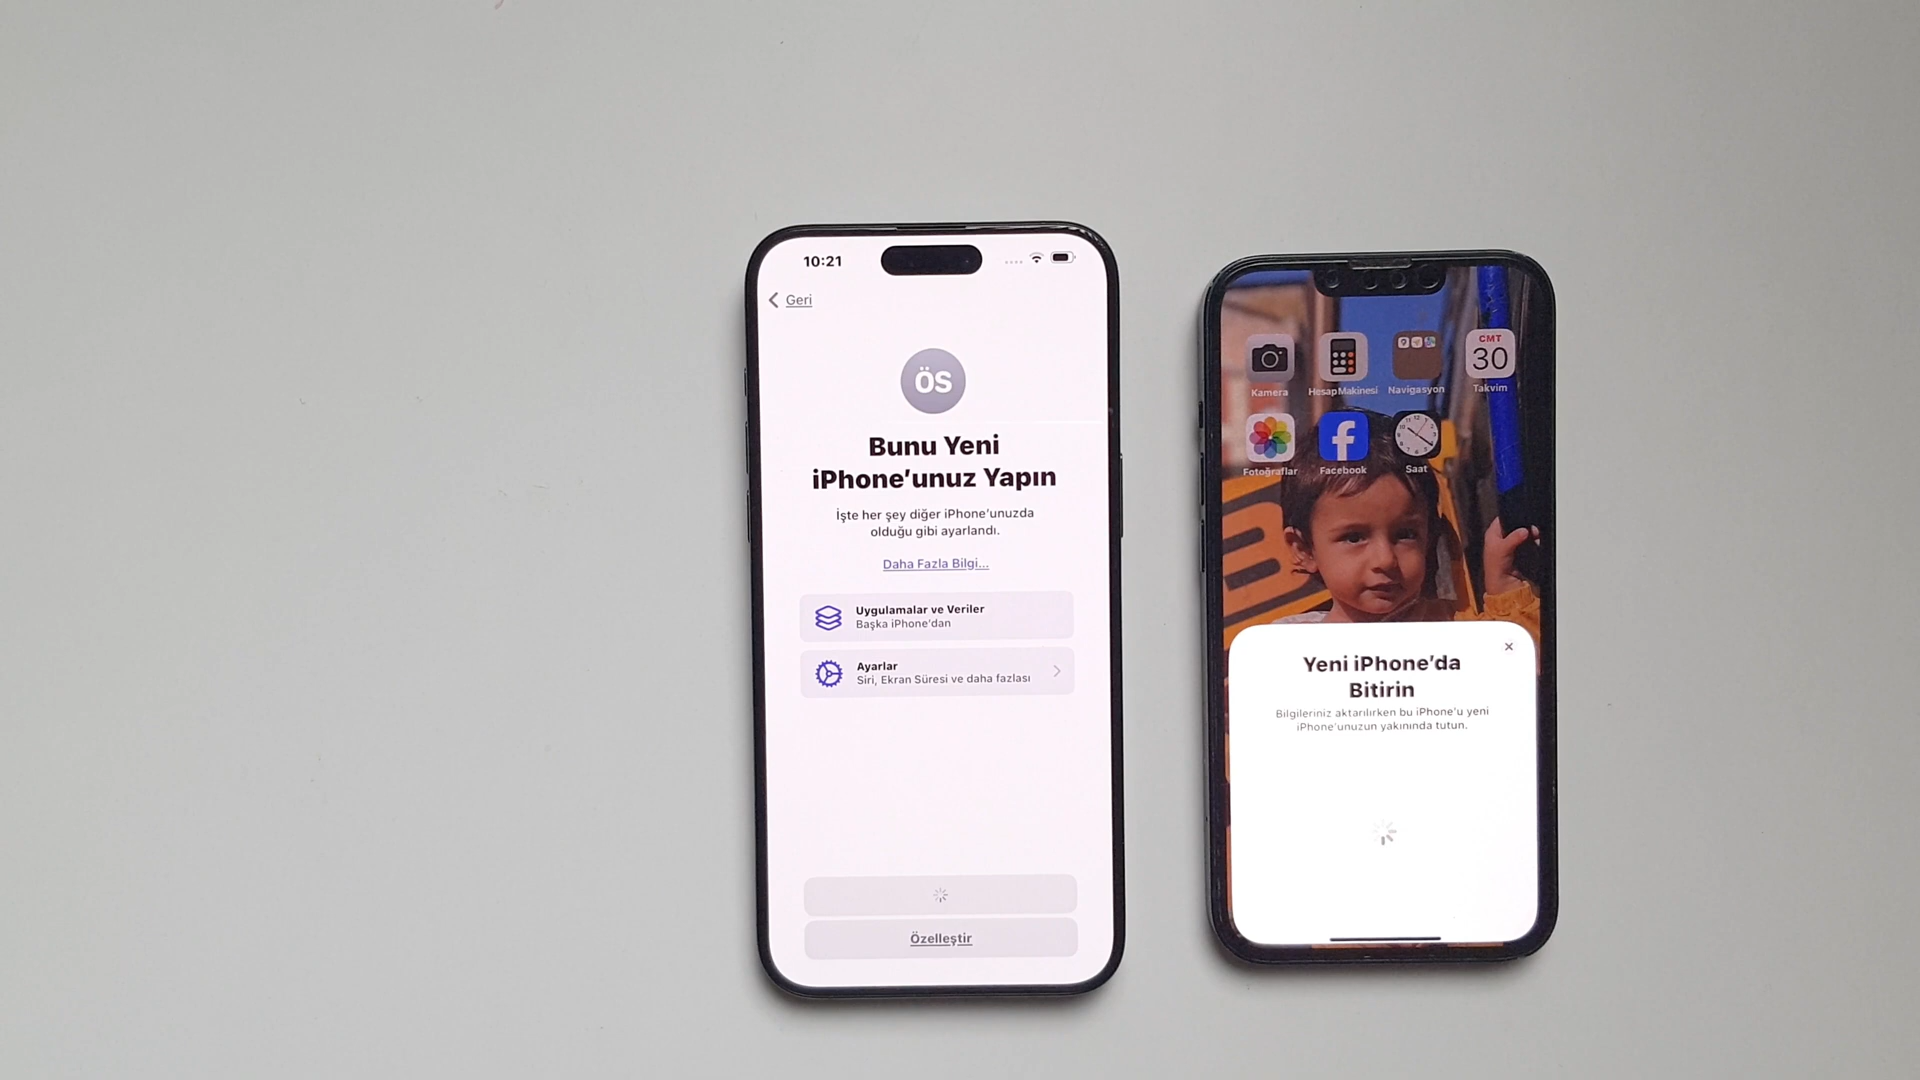 10:21
Geri
ÖS
Bunu Yeni
iPhone’unuz Yapın
İşte her şey diğer iPhone’unuzda
olduğu gibi ayarlandı.
Daha Fazla Bilgi...
Uygulamalar ve Veriler
Başka iPhone’dan
Ayarlar
Siri, Ekran Süresi ve daha fazlası
Özelleştir
CMT
30
Kamera
Hesap Makinesi
Navigasyon
Takvim
Fotoğraflar
Facebook
Saat
Yeni iPhone’da
Bitirin
Bilgileriniz aktarılırken bu iPhone’u yeni
iPhone’unuzun yakınında tutun.